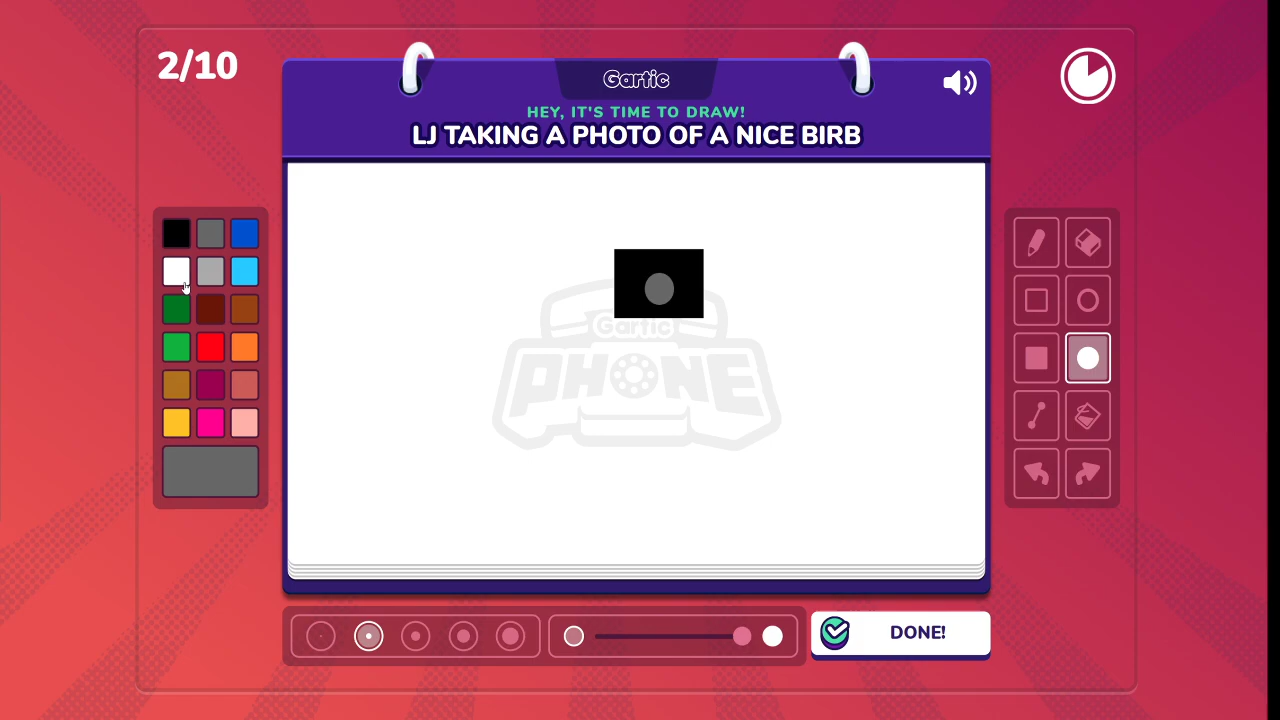 2/10
Gartic
HEY, IT'S TIME TO DRAW!
LJ TAKING A PHOTO OF A NICE BIRB
Gartic
PHONE
DONE!